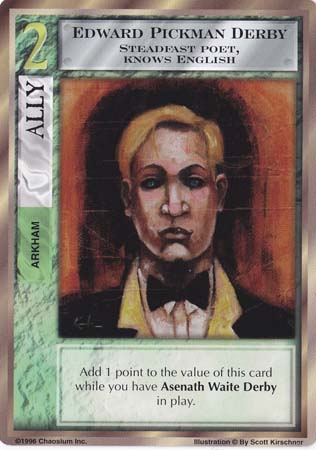 2
EDWARD PICKMAN DERBY
STEADFAST POET,
KNOWS ENGLISH
ALLY
ARKHAM
Add 1 point to the value of this card
while you have Asenath Waite Derby
in play.
©1996 Chaosium Inc.
Illustration © By Scott Kirschner